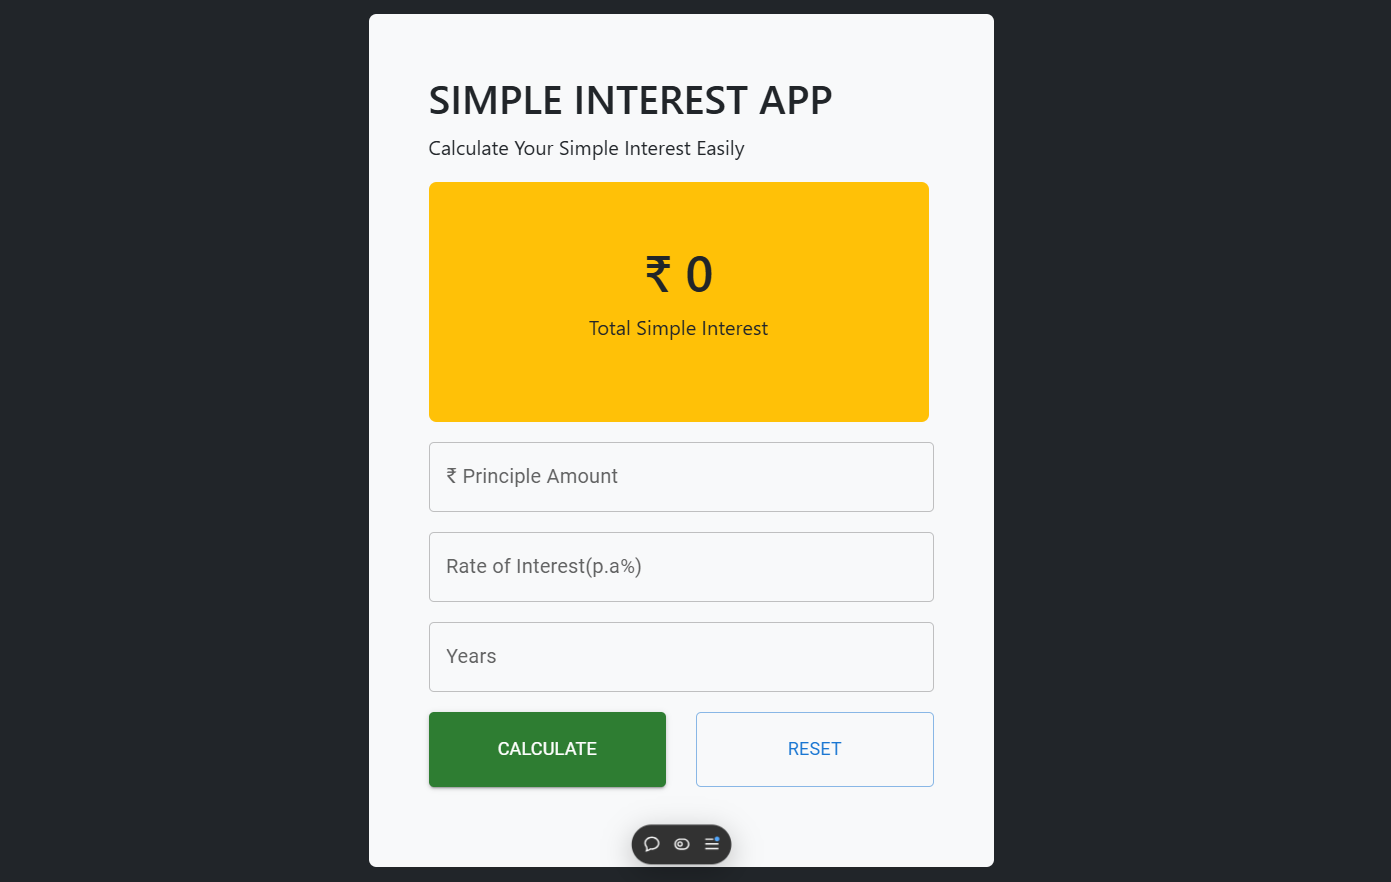 SIMPLE INTEREST APP
Calculate Your Simple Interest Easily
₹ 0
Total Simple Interest
₹ Principle Amount
Rate of Interest(p.a%)
Years
CALCULATE
RESET